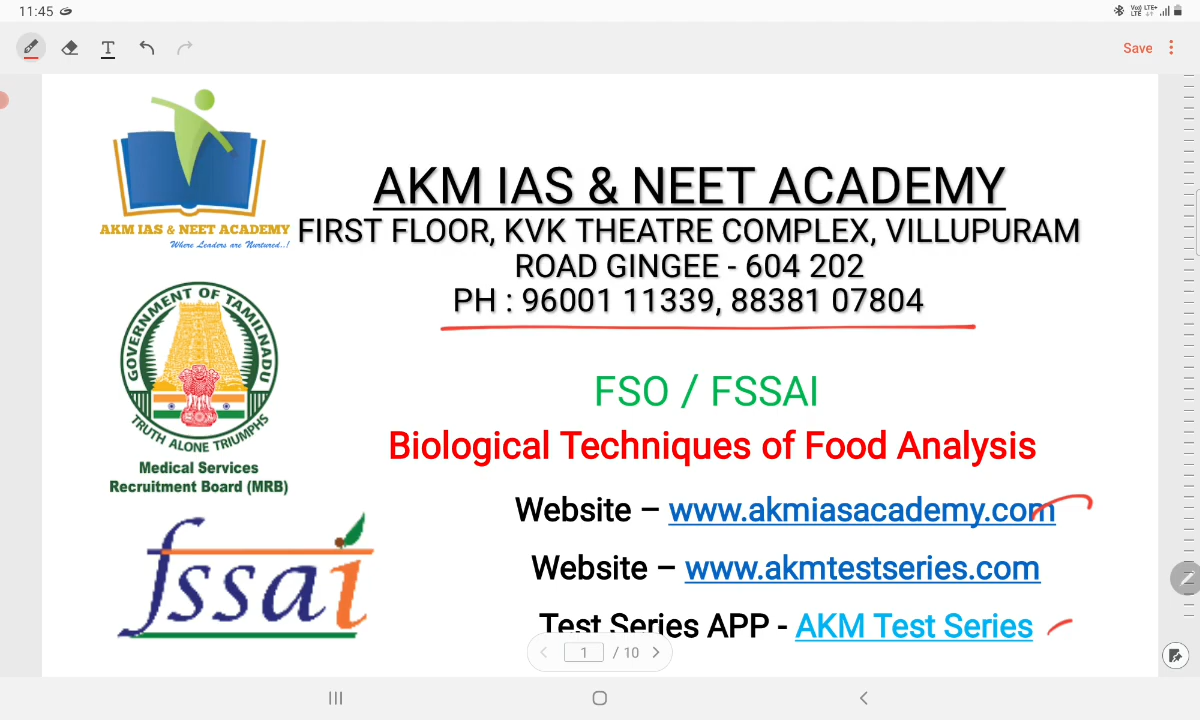 11:45
Vo) LTE+
LTE
Save
AKM IAS & NEET ACADEMY
Where Leaders are Nurtured..!
AKM IAS & NEET ACADEMY
FIRST FLOOR, KVK THEATRE COMPLEX, VILLUPURAM
ROAD GINGEE - 604 202
PH : 96001 11339, 88381 07804
GOVERNMENT OF TAMILNADU
TRUTH ALONE TRIUMPHS
Medical Services
Recruitment Board (MRB)
fssai
FSO / FSSAI
Biological Techniques of Food Analysis
Website – www.akmiasacademy.com
Website – www.akmtestseries.com
Test Series APP - AKM Test Series
1 / 10